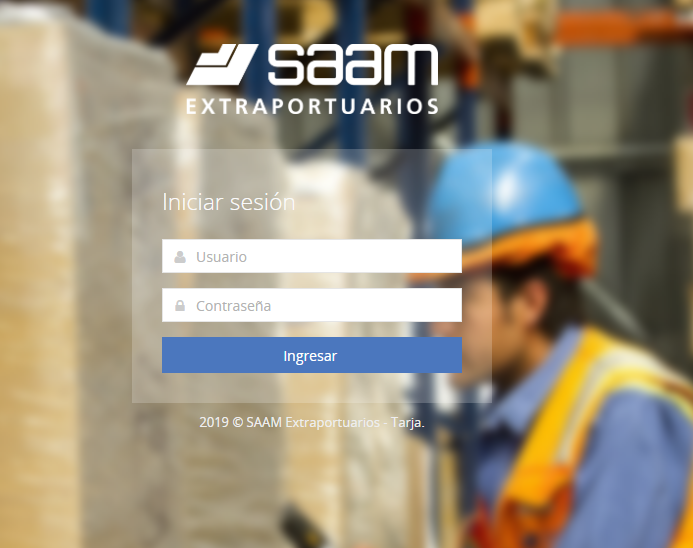 saam
EXTRAPORTUARIOS
Iniciar sesión
Usuario
Contraseña
Ingresar
2019 © SAAM Extraportuarios - Tarja.